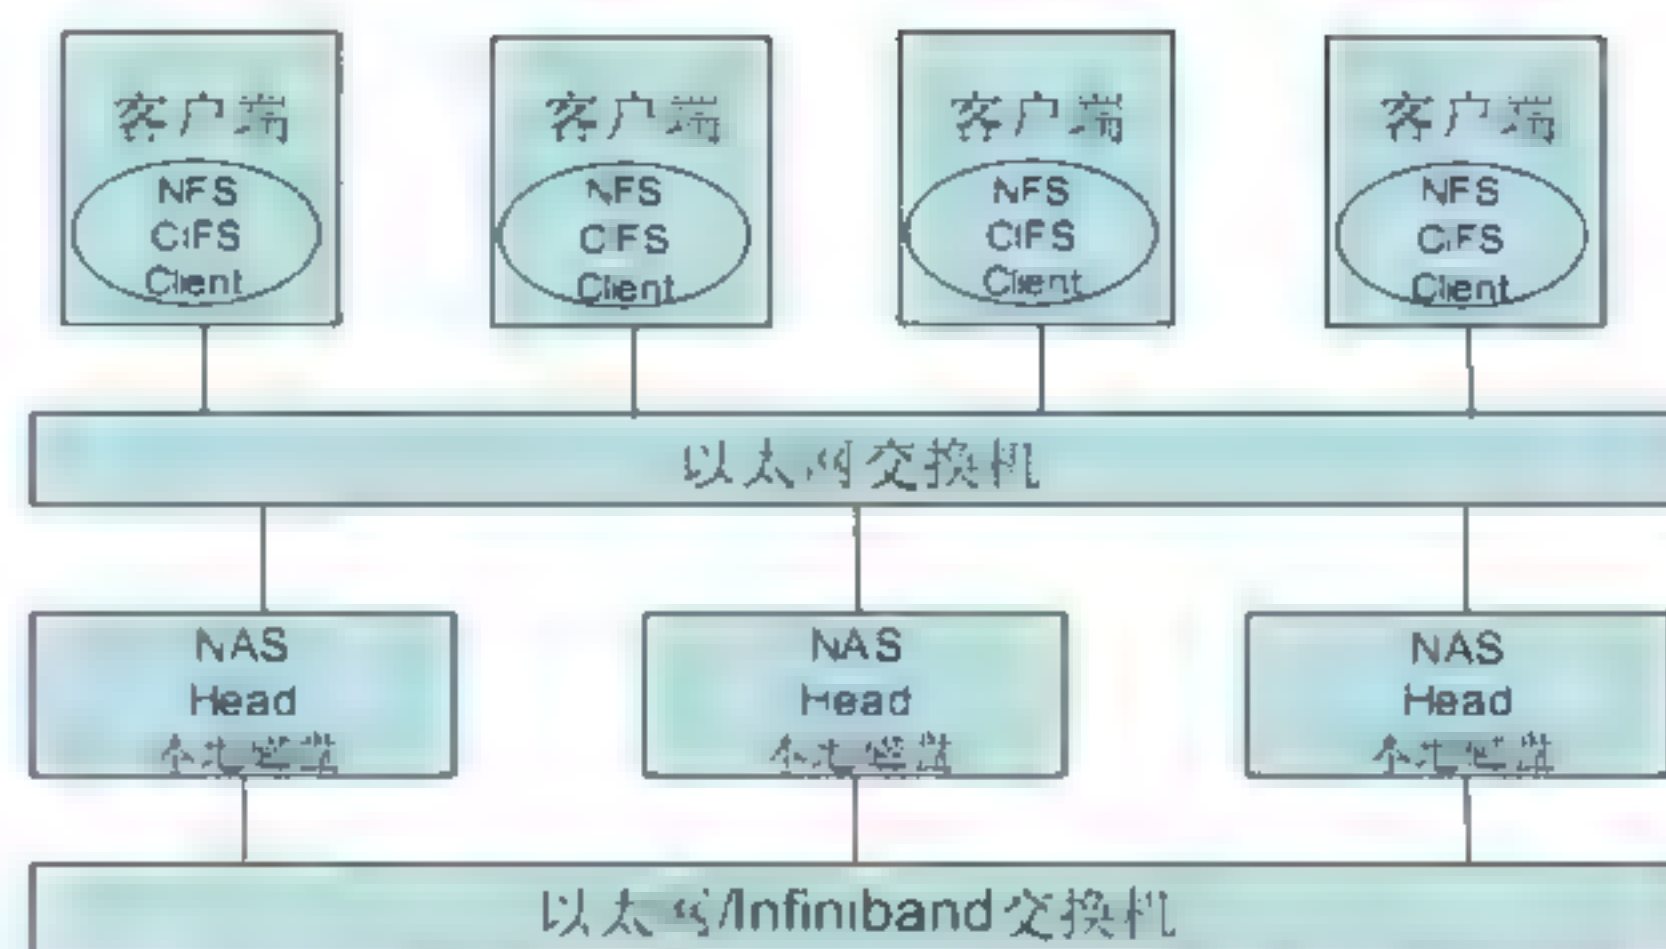 客户端
NFS
CIFS
Client
客户端
NFS
CIFS
Client
客户端
NFS
CIFS
Client
客户端
NFS
CIFS
Client
以太网交换机
NAS
Head
NAS
Head
NAS
Head
以太网/Infiniband交换机